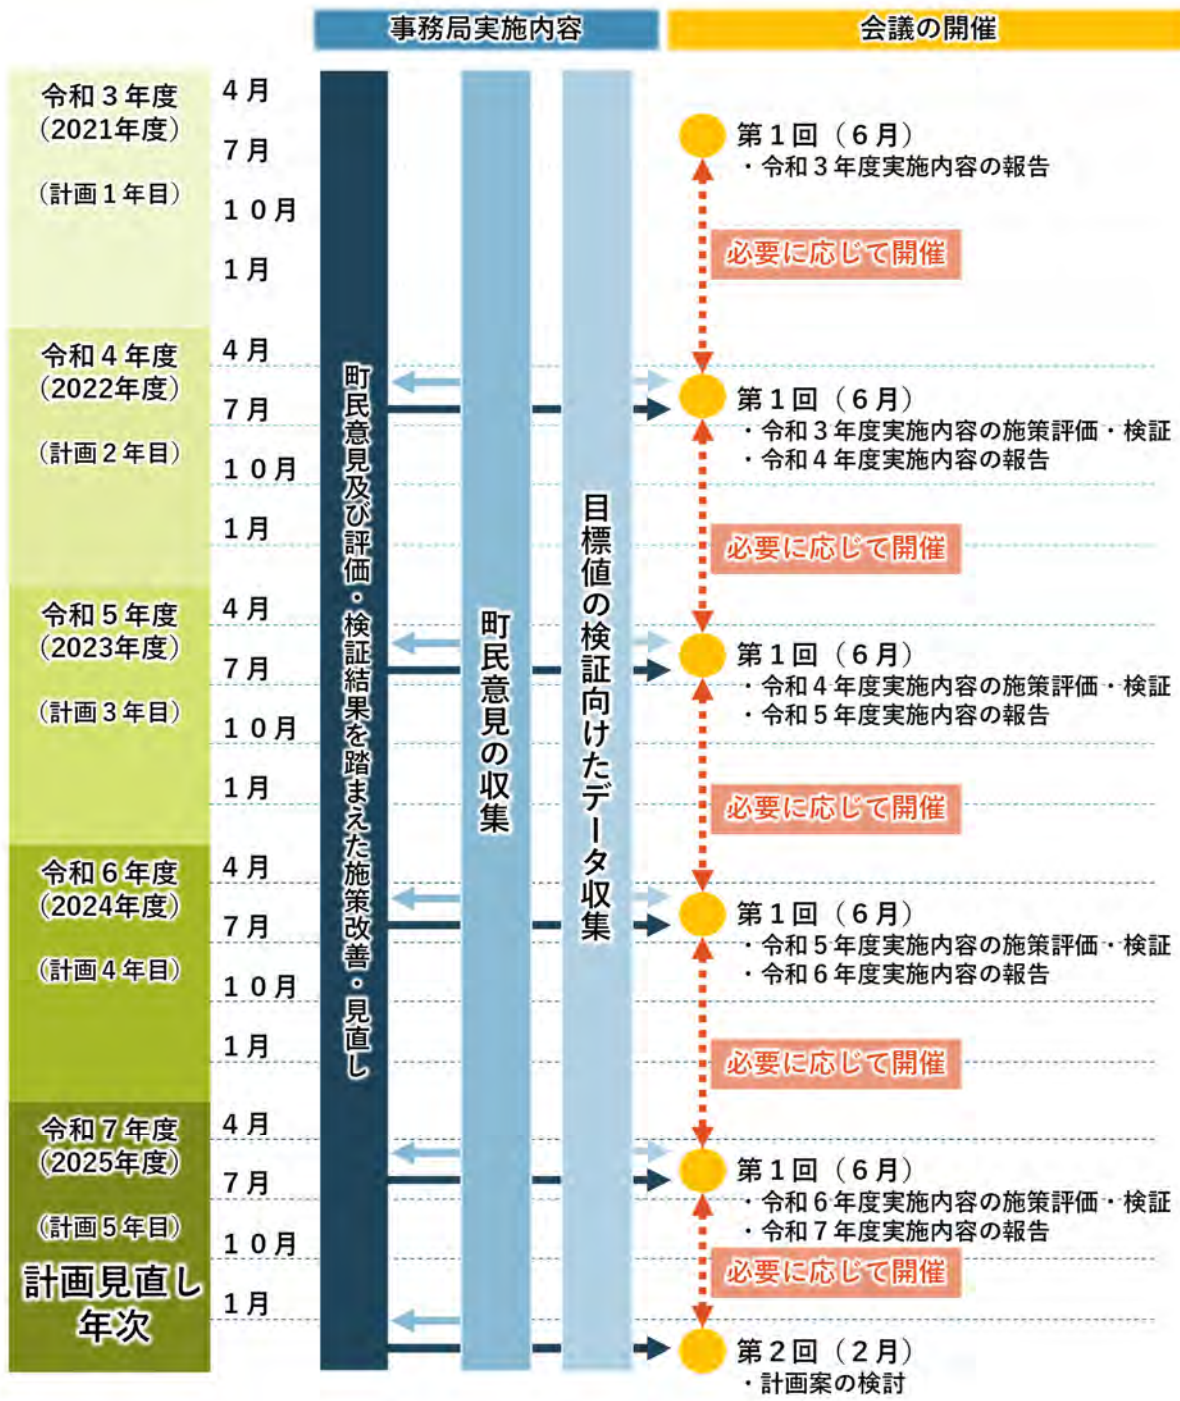 事務局実施内容
会議の開催
令和３年度
（2021年度）
（計画１年目）
４月
７月
１０月
１月
第１回（６月）
・令和３年度実施内容の報告
必要に応じて開催
令和４年度
（2022年度）
（計画２年目）
４月
７月
１０月
１月
第１回（６月）
・令和３年度実施内容の施策評価・検証
・令和４年度実施内容の報告
必要に応じて開催
令和５年度
（2023年度）
（計画３年目）
４月
７月
１０月
１月
第１回（６月）
・令和４年度実施内容の施策評価・検証
・令和５年度実施内容の報告
必要に応じて開催
令和６年度
（2024年度）
（計画４年目）
４月
７月
１０月
１月
第１回（６月）
・令和５年度実施内容の施策評価・検証
・令和６年度実施内容の報告
必要に応じて開催
令和７年度
（2025年度）
（計画５年目）
計画見直し
年次
４月
７月
１０月
１月
第１回（６月）
・令和６年度実施内容の施策評価・検証
・令和７年度実施内容の報告
必要に応じて開催
第２回（２月）
・計画案の検討
町民意見及び評価・検証結果を踏まえた施策改善・見直し
町民意見の収集
目標値の検証向けたデータ収集